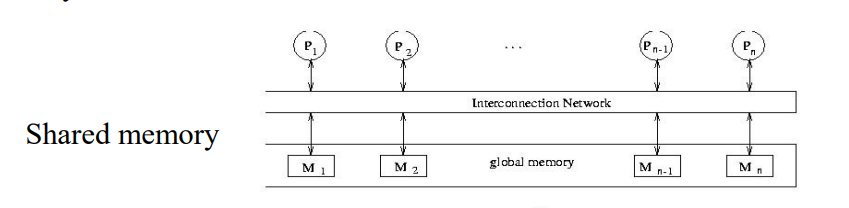 P1 P2 ... Pn-1 Pn
Interconnection Network
Shared memory
M1 M2 global memory Mn-1 Mn